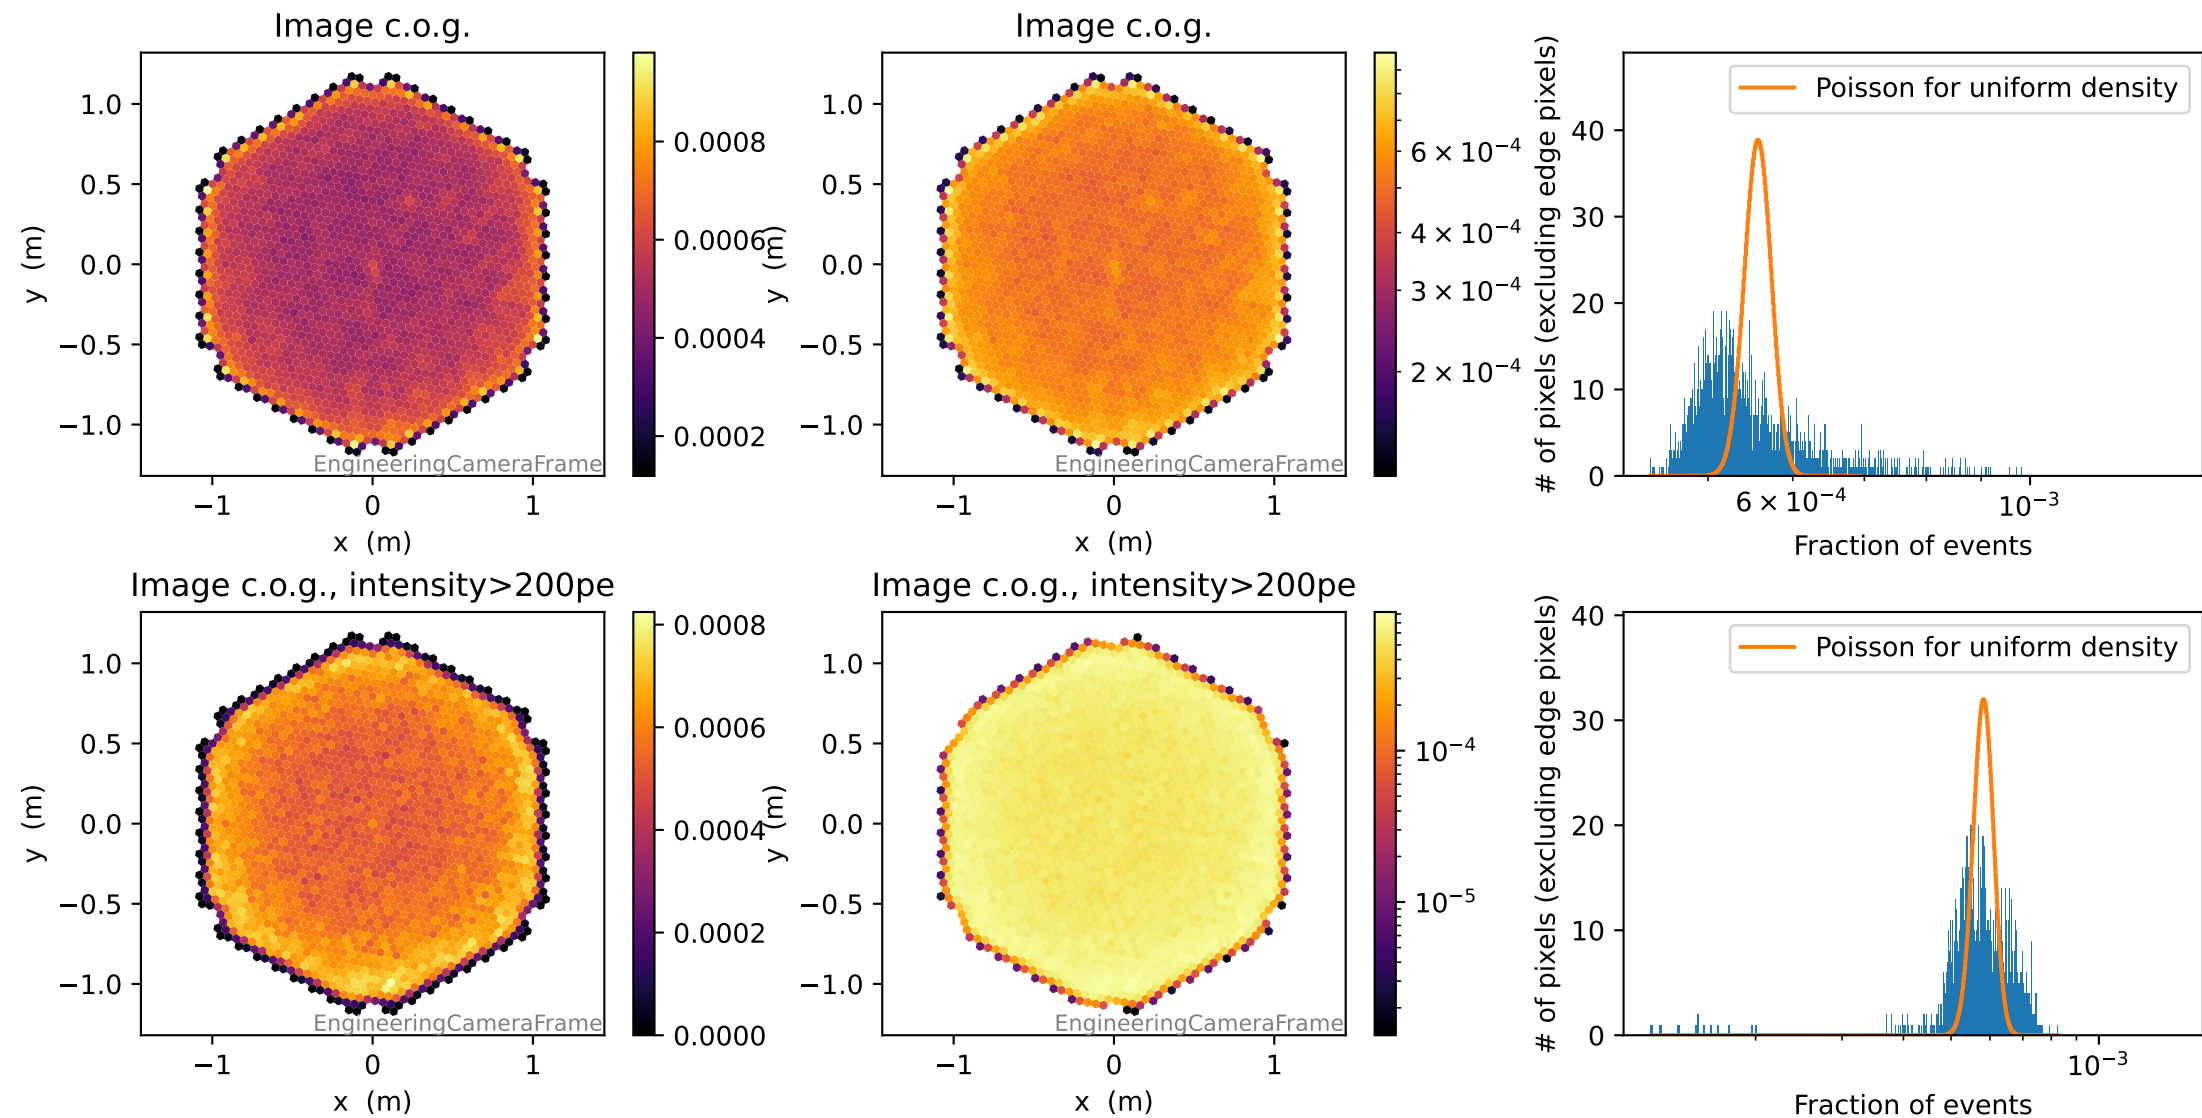 Image c.o.g.
1.0
0.5
0.0
−0.5
−1.0
y (m)
−1
0
1
x (m)
EngineeringCameraFrame
0.0008
0.0006
0.0004
0.0002
Image c.o.g.
1.0
0.5
0.0
−0.5
−1.0
y (m)
−1
0
1
x (m)
EngineeringCameraFrame
6 × 10⁻⁴
4 × 10⁻⁴
3 × 10⁻⁴
2 × 10⁻⁴
# of pixels (excluding edge pixels)
40
30
20
10
0
Poisson for uniform density
6 × 10⁻⁴
10⁻³
Fraction of events
Image c.o.g., intensity>200pe
1.0
0.5
0.0
−0.5
−1.0
y (m)
−1
0
1
x (m)
EngineeringCameraFrame
0.0008
0.0006
0.0004
0.0002
0.0000
Image c.o.g., intensity>200pe
1.0
0.5
0.0
−0.5
−1.0
y (m)
−1
0
1
x (m)
EngineeringCameraFrame
10⁻⁴
10⁻⁵
# of pixels (excluding edge pixels)
40
30
20
10
0
Poisson for uniform density
10⁻³
Fraction of events